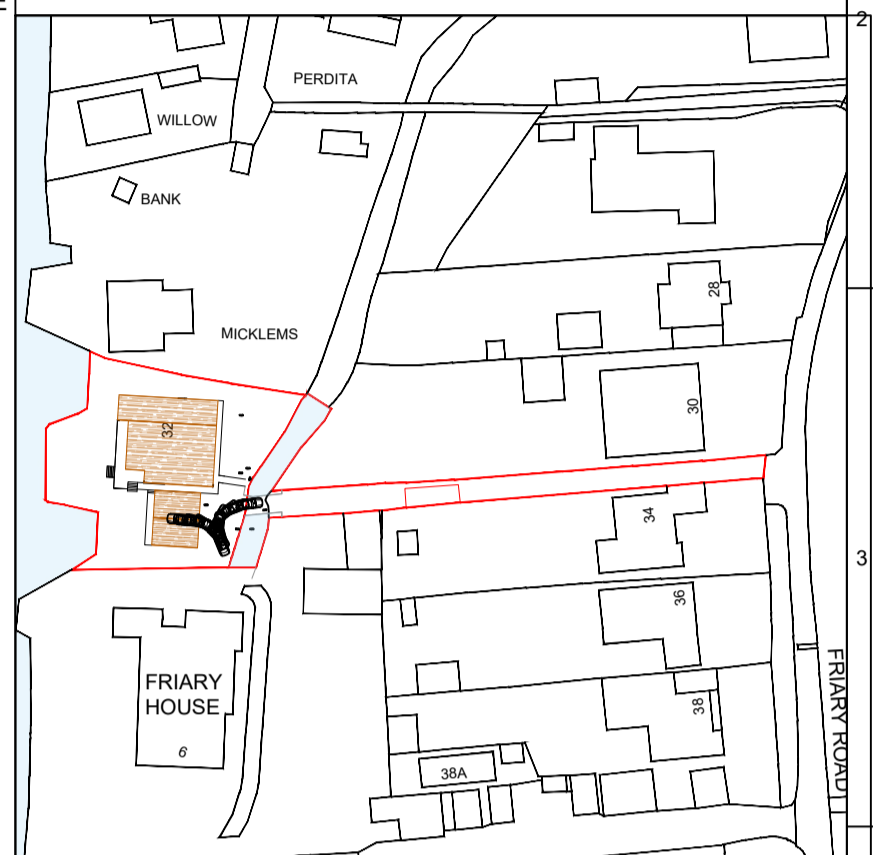 2
PERDITA
WILLOW
BANK
28
MICKLEMS
30
32
34
3
36
FRIARY
HOUSE
38
FRIARY ROAD
6
38A